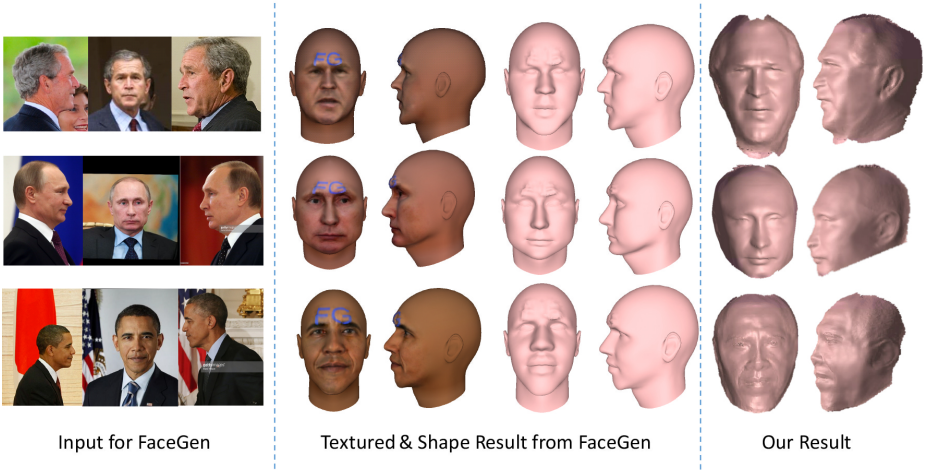 FG
FG
FG
Input for FaceGen
Textured & Shape Result from FaceGen
Our Result